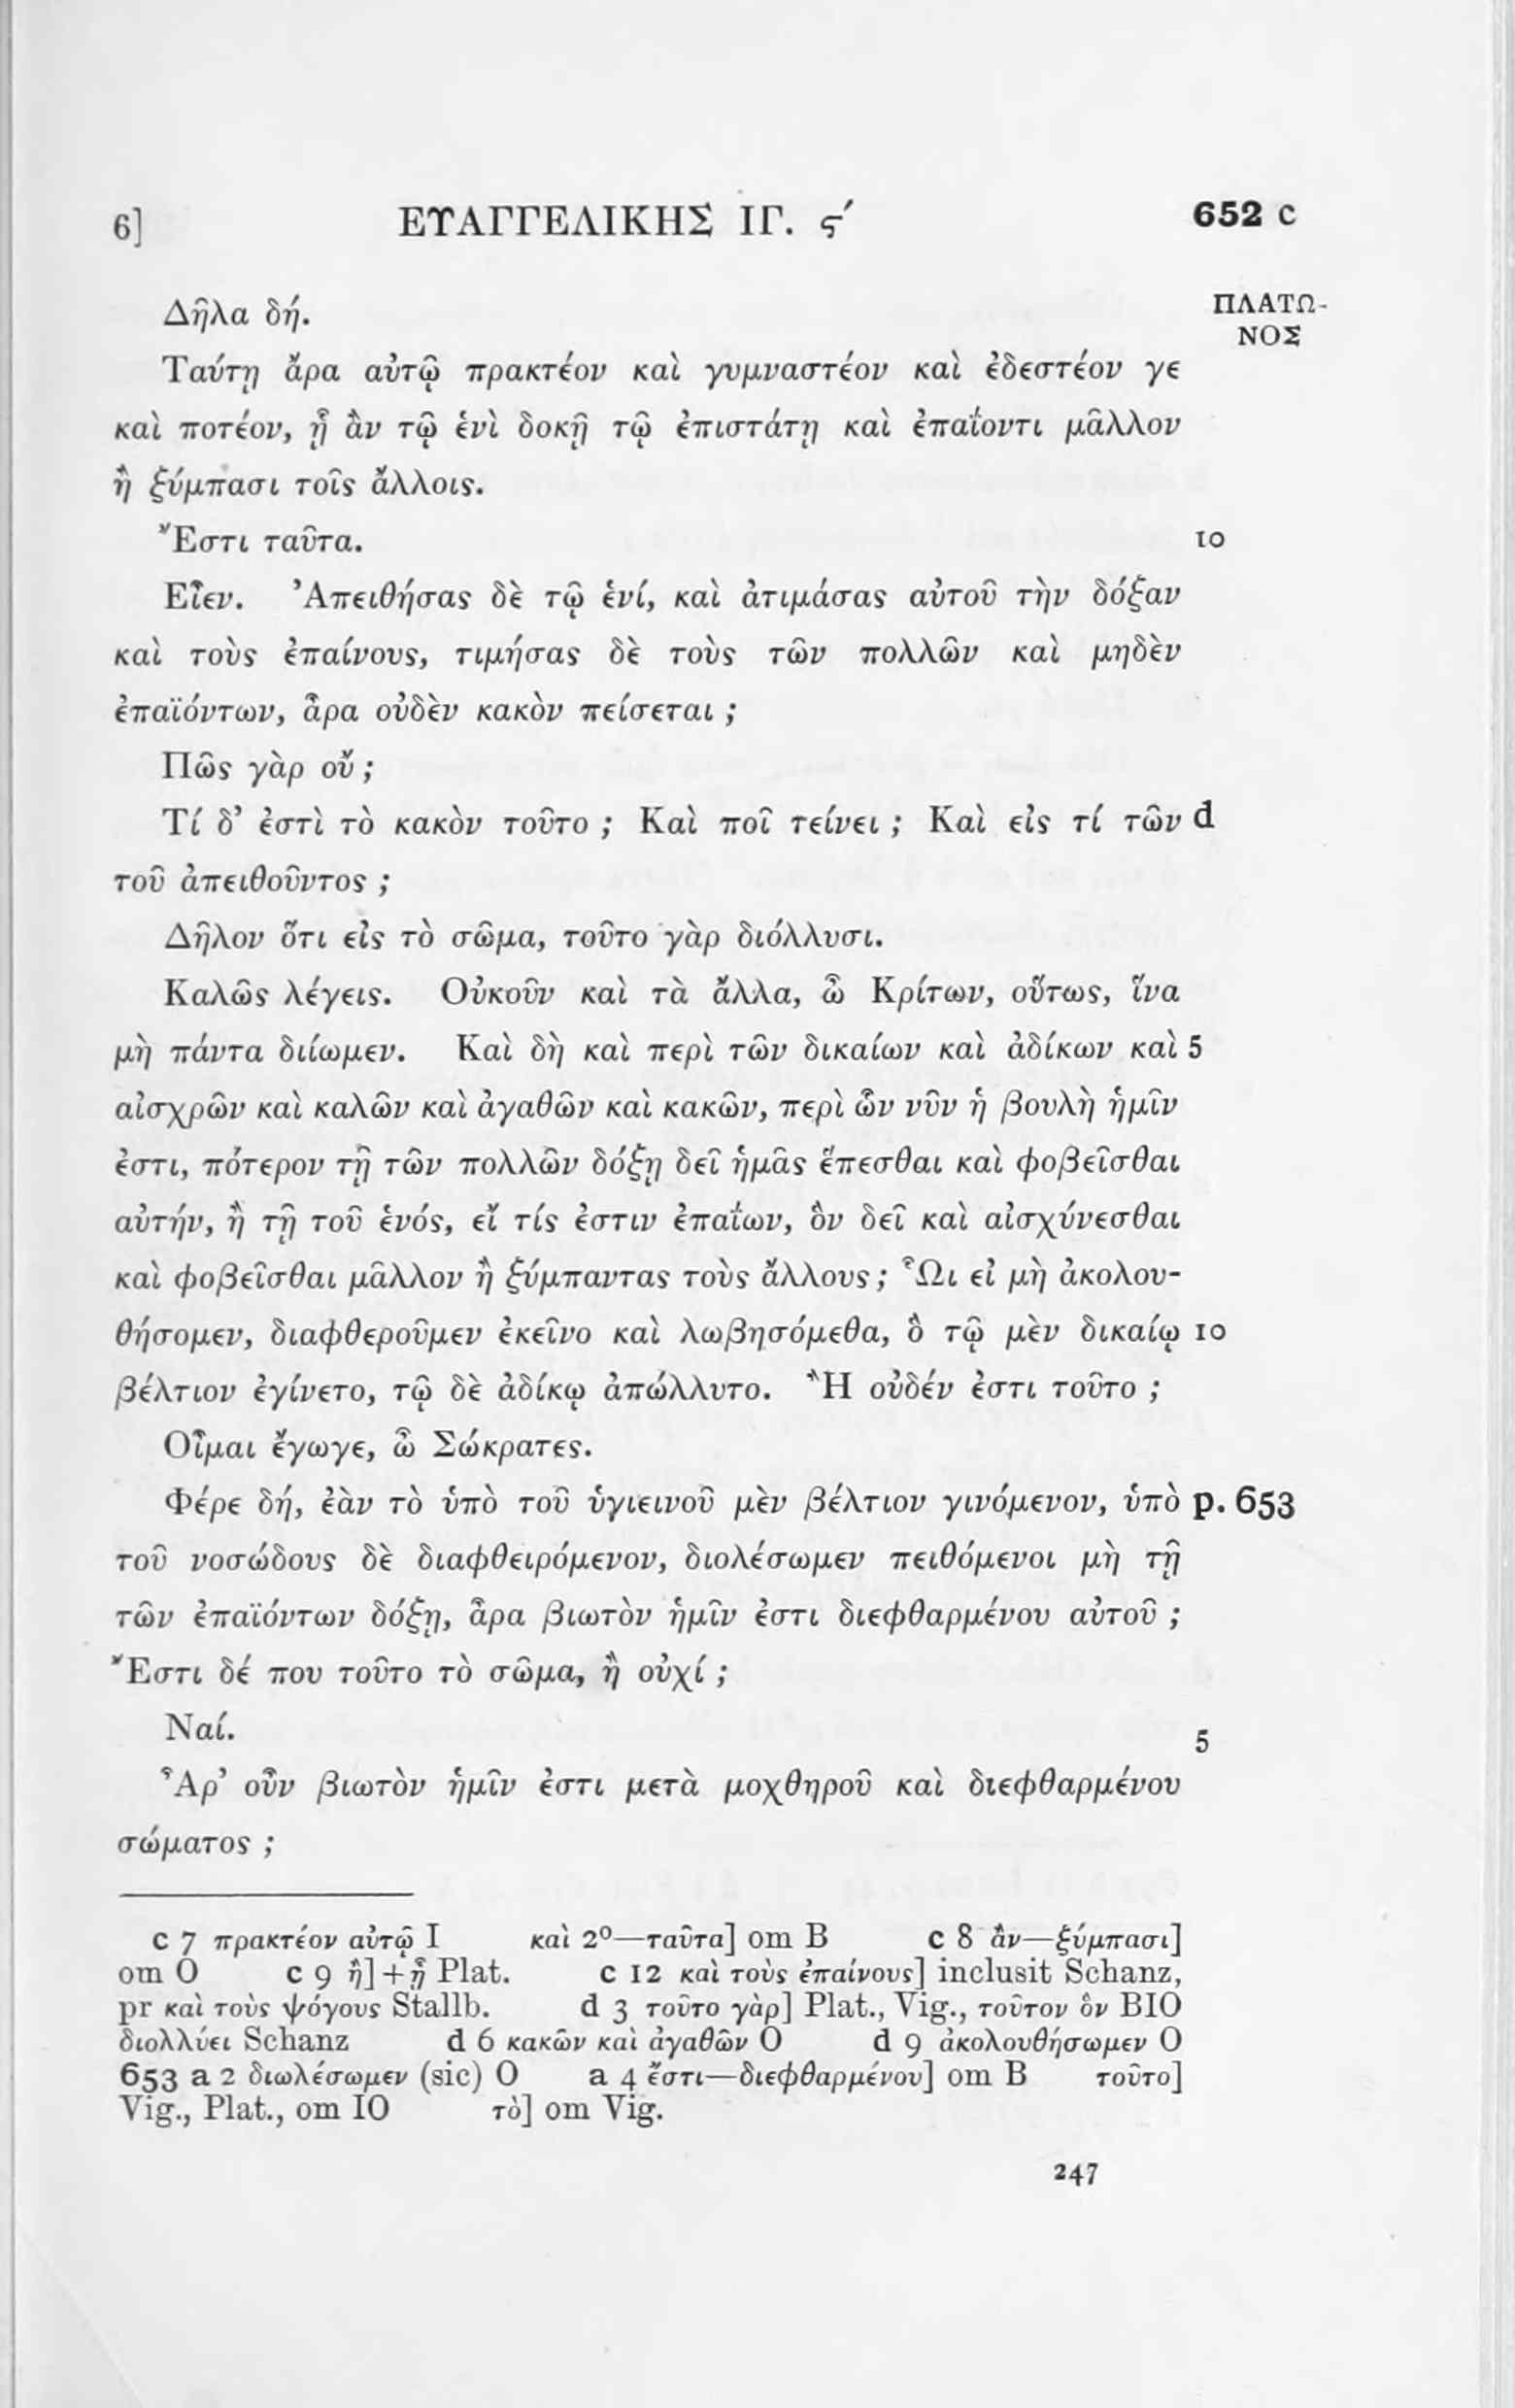 6] ΕΥΑΓΓΕΛΙΚΗΣ ΙΓ. ϛ′ 652 c
Δῆλα δή. ΠΛΑΤΩ-
ΝΟΣ
Ταύτῃ ἄρα αὐτῷ πρακτέον καὶ γυμναστέον καὶ ἐδεστέον γε
καὶ ποτέον, ᾗ ἂν τῷ ἑνὶ δοκῇ τῷ ἐπιστάτῃ καὶ ἐπαΐοντι μᾶλλον
ἢ ξύμπασι τοῖς ἄλλοις.
Ἔστι ταῦτα. 10
Εἶεν. Ἀπειθήσας δὲ τῷ ἑνί, καὶ ἀτιμάσας αὐτοῦ τὴν δόξαν
καὶ τοὺς ἐπαίνους, τιμήσας δὲ τοὺς τῶν πολλῶν καὶ μηδὲν
ἐπαϊόντων, ἆρα οὐδὲν κακὸν πείσεται ;
Πῶς γὰρ οὔ ;
Τί δ’ ἐστὶ τὸ κακὸν τοῦτο ; Καὶ ποῖ τείνει ; Καὶ εἰς τί τῶν d
τοῦ ἀπειθοῦντος ;
Δῆλον ὅτι εἰς τὸ σῶμα, τοῦτο γὰρ διόλλυσι.
Καλῶς λέγεις. Οὐκοῦν καὶ τὰ ἄλλα, ὦ Κρίτων, οὕτως, ἵνα
μὴ πάντα διίωμεν. Καὶ δὴ καὶ περὶ τῶν δικαίων καὶ ἀδίκων καὶ 5
αἰσχρῶν καὶ καλῶν καὶ ἀγαθῶν καὶ κακῶν, περὶ ὧν νῦν ἡ βουλὴ ἡμῖν
ἐστι, πότερον τῇ τῶν πολλῶν δόξῃ δεῖ ἡμᾶς ἕπεσθαι καὶ φοβεῖσθαι
αὐτήν, ἢ τῇ τοῦ ἑνός, εἴ τίς ἐστιν ἐπαΐων, ὃν δεῖ καὶ αἰσχύνεσθαι
καὶ φοβεῖσθαι μᾶλλον ἢ ξύμπαντας τοὺς ἄλλους ; Ὧι εἰ μὴ ἀκολου-
θήσομεν, διαφθεροῦμεν ἐκεῖνο καὶ λωβησόμεθα, ὃ τῷ μὲν δικαίῳ 10
βέλτιον ἐγίνετο, τῷ δὲ ἀδίκῳ ἀπώλλυτο. Ἢ οὐδέν ἐστι τοῦτο ;
Οἶμαι ἔγωγε, ὦ Σώκρατες.
Φέρε δή, ἐὰν τὸ ὑπὸ τοῦ ὑγιεινοῦ μὲν βέλτιον γινόμενον, ὑπὸ p. 653
τοῦ νοσώδους δὲ διαφθειρόμενον, διολέσωμεν πειθόμενοι μὴ τῇ
τῶν ἐπαϊόντων δόξῃ, ἆρα βιωτὸν ἡμῖν ἐστι διεφθαρμένου αὐτοῦ ;
Ἔστι δέ που τοῦτο τὸ σῶμα, ἢ οὐχί ;
Ναί. 5
Ἆρ’ οὖν βιωτὸν ἡμῖν ἐστι μετὰ μοχθηροῦ καὶ διεφθαρμένου
σώματος ;
c 7 πρακτέον αὐτῷ I καὶ 2º—ταῦτα] om B c 8 ἂν—ξύμπασι]
om O c 9 ἢ]+ᾗ Plat. c 12 καὶ τοὺς ἐπαίνους] inclusit Schanz,
pr καὶ τοὺς ψόγους Stallb. d 3 τοῦτο γὰρ] Plat., Vig., τοῦτον ὃν BIO
διολλύει Schanz d 6 κακῶν καὶ ἀγαθῶν O d 9 ἀκολουθήσωμεν O
653 a 2 διωλέσωμεν (sic) O a 4 ἔστι—διεφθαρμένου] om B τοῦτο]
Vig., Plat., om IO τὸ] om Vig.
247